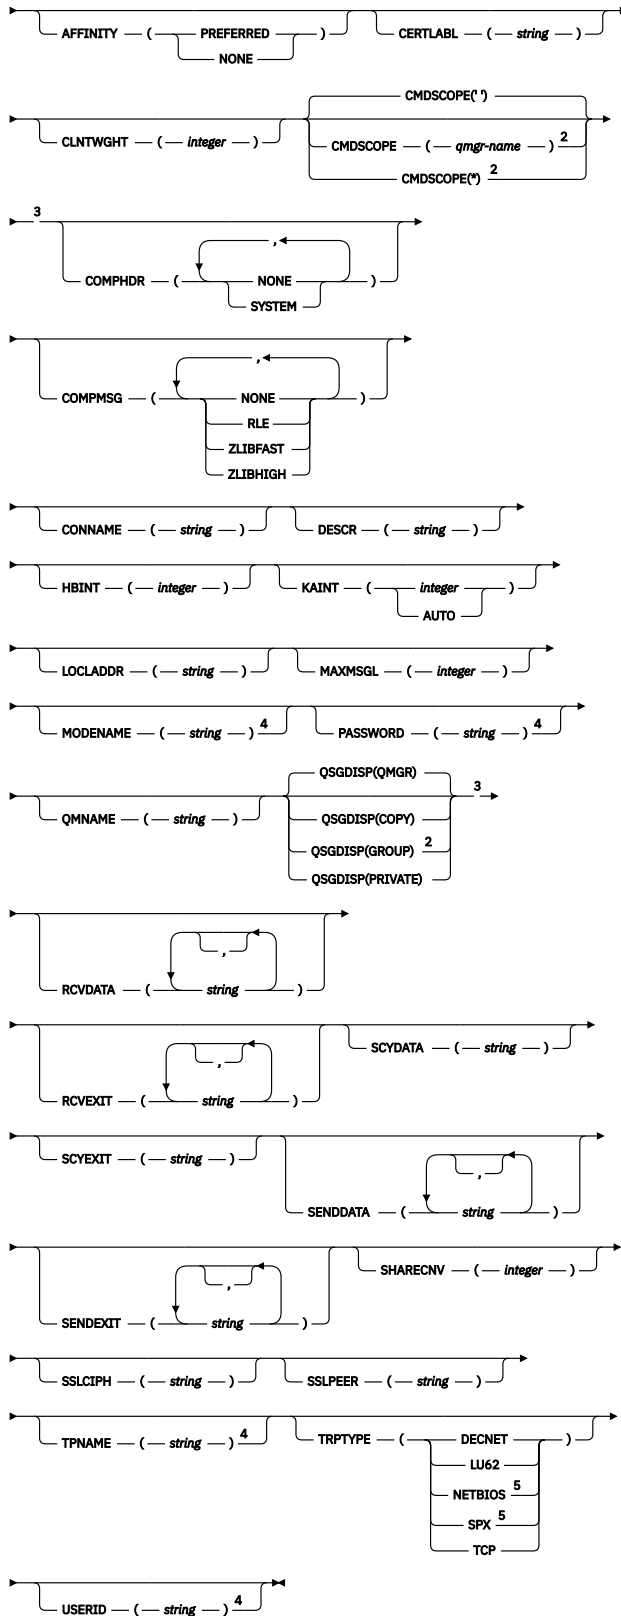 AFFINITY ( PREFERRED ) CERTLABL ( string )
NONE
CMDSCOPE(' ')
CLNTWGHT ( integer ) CMDSCOPE ( qmgr-name ) 2
CMDSCOPE(*) 2
3
,
COMPHDR ( NONE )
SYSTEM
,
COMPMSG ( NONE )
RLE
ZLIBFAST
ZLIBHIGH
CONNAME ( string ) DESCR ( string )
HBINT ( integer ) KAINT ( integer )
AUTO
LOCLADDR ( string ) MAXMSGL ( integer )
MODENAME ( string ) 4 PASSWORD ( string ) 4
QSGDISP(QMGR) 3
QMNAME ( string ) QSGDISP(COPY)
QSGDISP(GROUP) 2
QSGDISP(PRIVATE)
,
RCVDATA ( string )
, SCYDATA ( string )
RCVEXIT ( string )
SCYEXIT ( string ) ,
SENDDATA ( string )
, SHARECNV ( integer )
SENDEXIT ( string )
SSLCIPH ( string ) SSLPEER ( string )
TPNAME ( string ) 4 TRPTYPE ( DECNET )
LU62
NETBIOS 5
SPX 5
TCP
USERID ( string ) 4